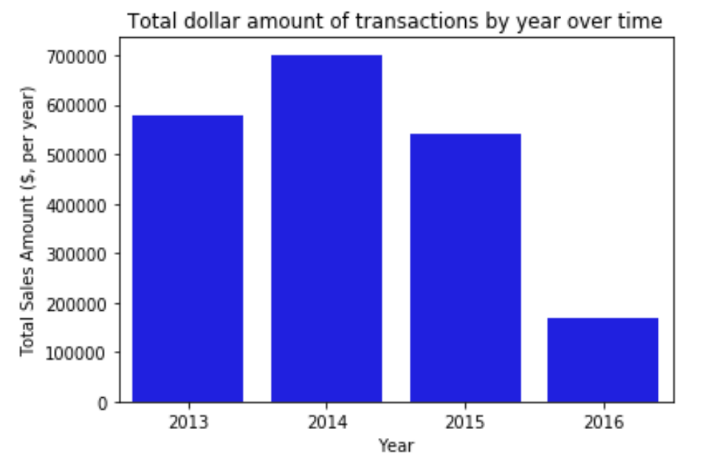 Total dollar amount of transactions by year over time
Total Sales Amount ($, per year)
700000
600000
500000
400000
300000
200000
100000
0
2013 2014 2015 2016
Year